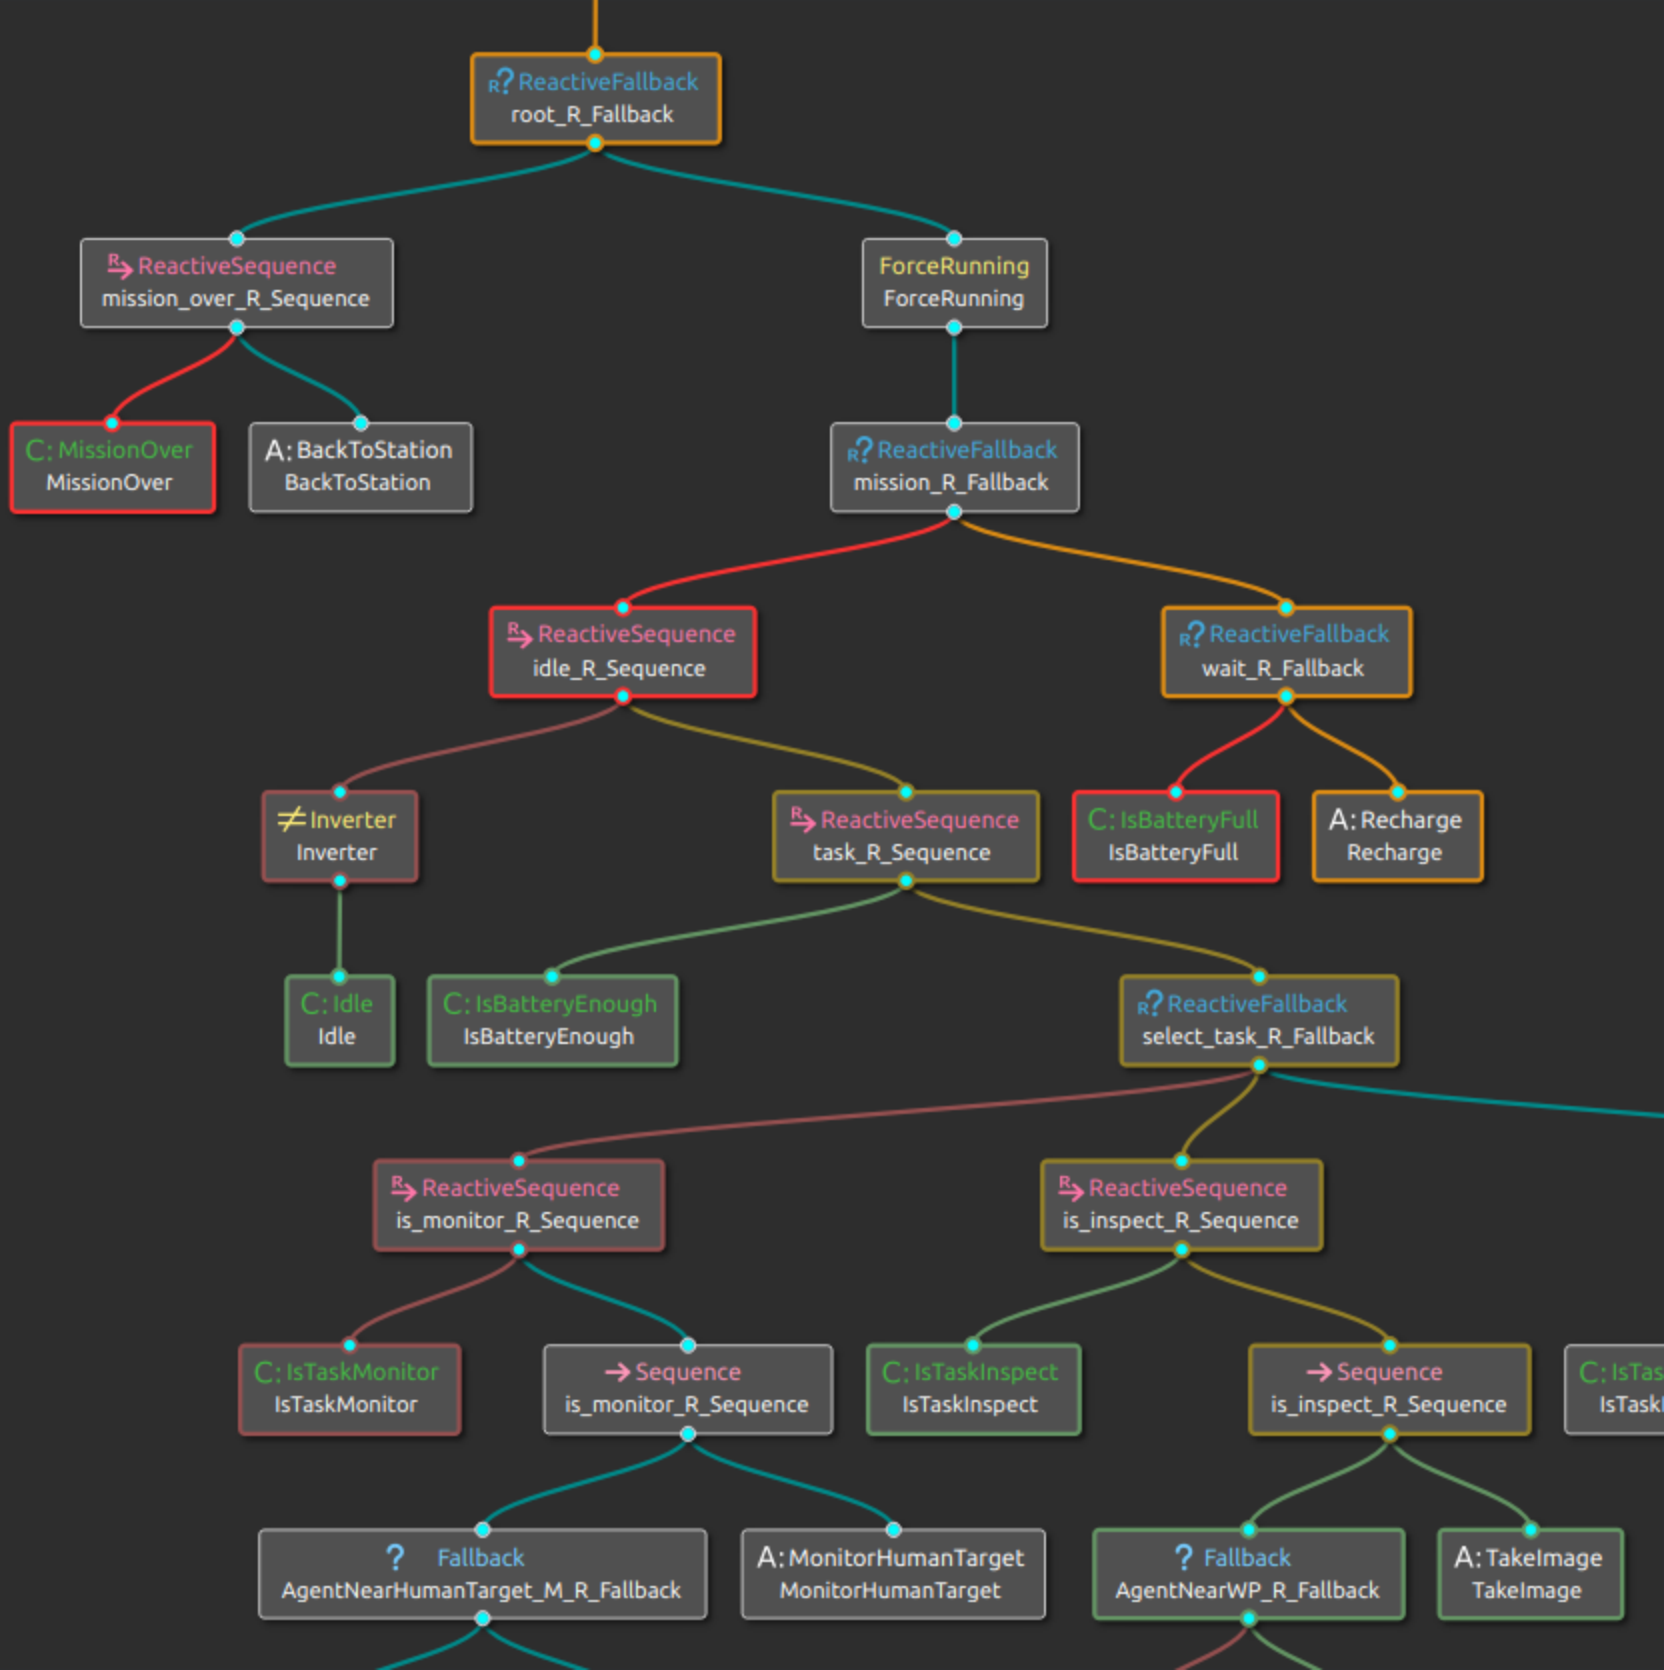 R? ReactiveFallback
root_R_Fallback
R ReactiveSequence
mission_over_R_Sequence
ForceRunning
ForceRunning
C: MissionOver
MissionOver
A: BackToStation
BackToStation
R? ReactiveFallback
mission_R_Fallback
R ReactiveSequence
idle_R_Sequence
R? ReactiveFallback
wait_R_Fallback
≠ Inverter
Inverter
R ReactiveSequence
task_R_Sequence
C: IsBatteryFull
IsBatteryFull
A: Recharge
Recharge
C: Idle
Idle
C: IsBatteryEnough
IsBatteryEnough
R? ReactiveFallback
select_task_R_Fallback
R ReactiveSequence
is_monitor_R_Sequence
R ReactiveSequence
is_inspect_R_Sequence
C: IsTaskMonitor
IsTaskMonitor
→ Sequence
is_monitor_R_Sequence
C: IsTaskInspect
IsTaskInspect
→ Sequence
is_inspect_R_Sequence
C: IsTas
IsTask
? Fallback
AgentNearHumanTarget_M_R_Fallback
A: MonitorHumanTarget
MonitorHumanTarget
? Fallback
AgentNearWP_R_Fallback
A: TakeImage
TakeImage